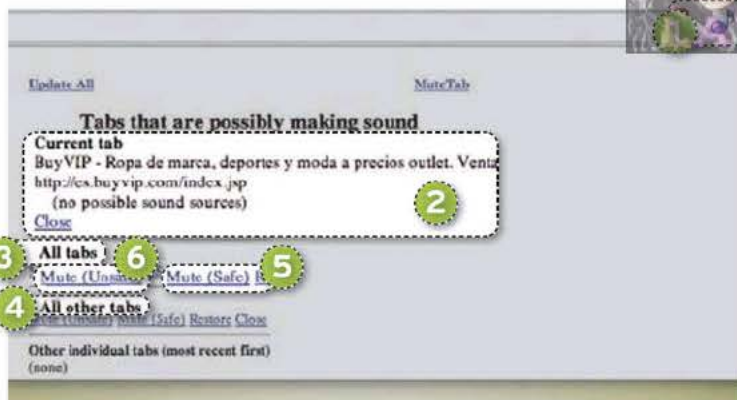 Update All MuteTab
Tabs that are possibly making sound
Current tab
BuyVIP - Ropa de marca, deportes y moda a precios outlet. Venta
http://es.buyvip.com/index.jsp
(no possible sound sources)
2
Close
3 All tabs 6 5
Mute Mute (Safe)
4 All other tabs
(Safe) Restore Close
Other individual tabs (most recent first)
(none)